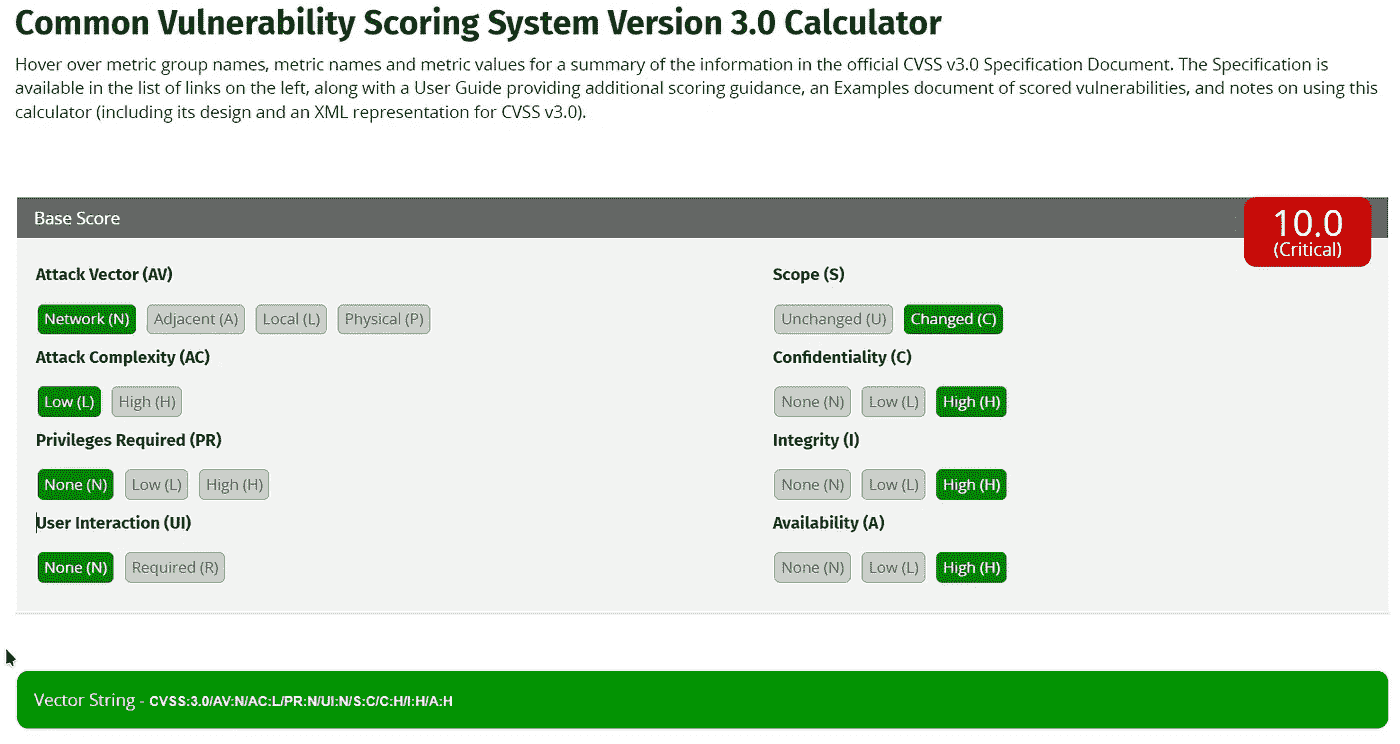 Common Vulnerability Scoring System Version 3.0 Calculator
Hover over metric group names, metric names and metric values for a summary of the information in the official CVSS v3.0 Specification Document. The Specification is
available in the list of links on the left, along with a User Guide providing additional scoring guidance, an Examples document of scored vulnerabilities, and notes on using this
calculator (including its design and an XML representation for CVSS v3.0).
Base Score
10.0
(Critical)
Attack Vector (AV)
Network (N) Adjacent (A) Local (L) Physical (P)
Attack Complexity (AC)
Low (L) High (H)
Privileges Required (PR)
None (N) Low (L) High (H)
User Interaction (UI)
None (N) Required (R)
Scope (S)
Unchanged (U) Changed (C)
Confidentiality (C)
None (N) Low (L) High (H)
Integrity (I)
None (N) Low (L) High (H)
Availability (A)
None (N) Low (L) High (H)
Vector String - CVSS:3.0/AV:N/AC:L/PR:N/UI:N/S:C/C:H/I:H/A:H